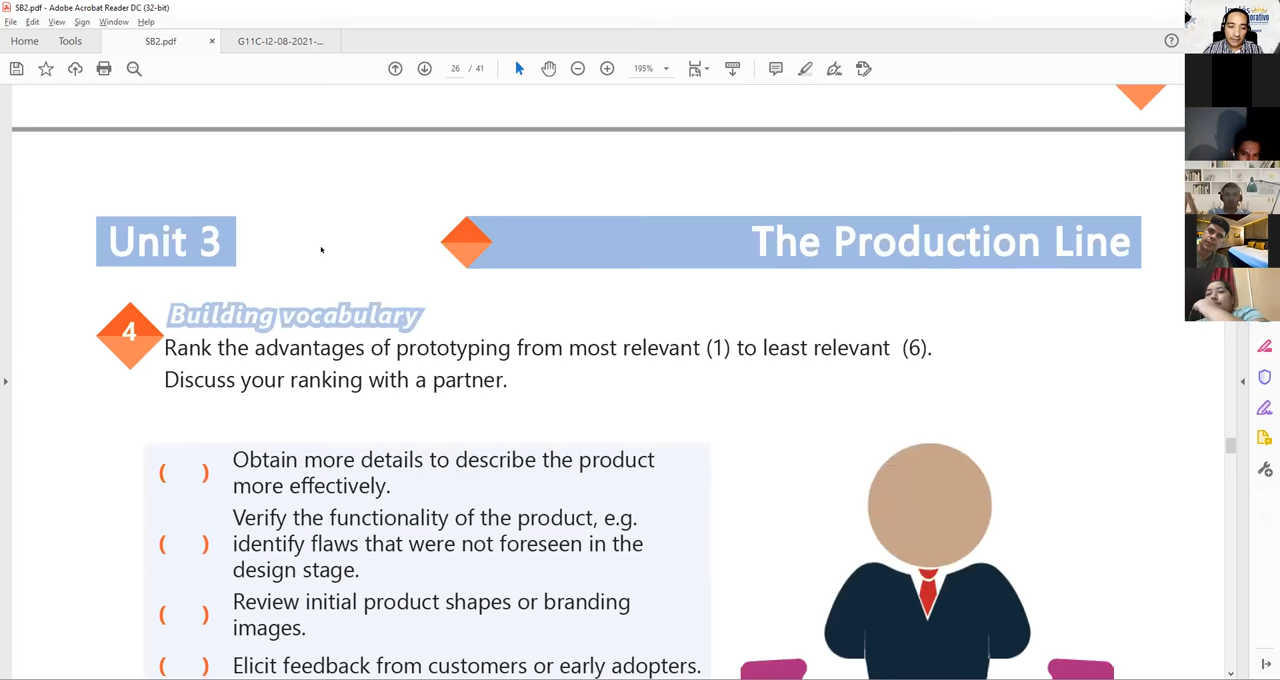 SB2.pdf - Adobe Acrobat Reader DC (32-bit)
File Edit View Sign Window Help
Home Tools SB2.pdf × G11C-I2-08-2021-...
26 / 41 195%
Unit 3 The Production Line
4 Building vocabulary
Rank the advantages of prototyping from most relevant (1) to least relevant (6).
Discuss your ranking with a partner.
( ) Obtain more details to describe the product
more effectively.
Verify the functionality of the product, e.g.
( ) identify flaws that were not foreseen in the
design stage.
( ) Review initial product shapes or branding
images.
( ) Elicit feedback from customers or early adopters.